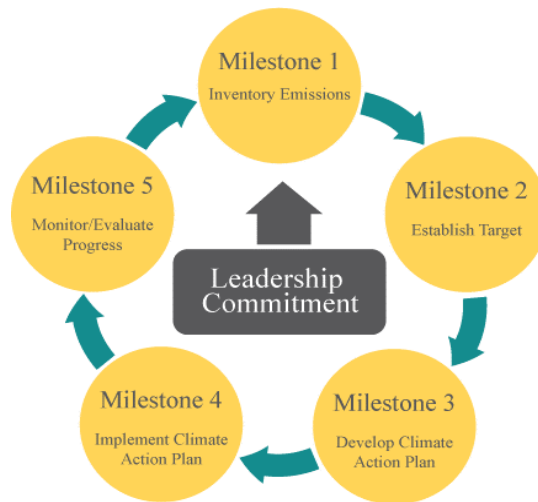 Milestone 1
Inventory Emissions
Milestone 2
Establish Target
Milestone 3
Develop Climate
Action Plan
Milestone 4
Implement Climate
Action Plan
Milestone 5
Monitor/Evaluate
Progress
Leadership
Commitment